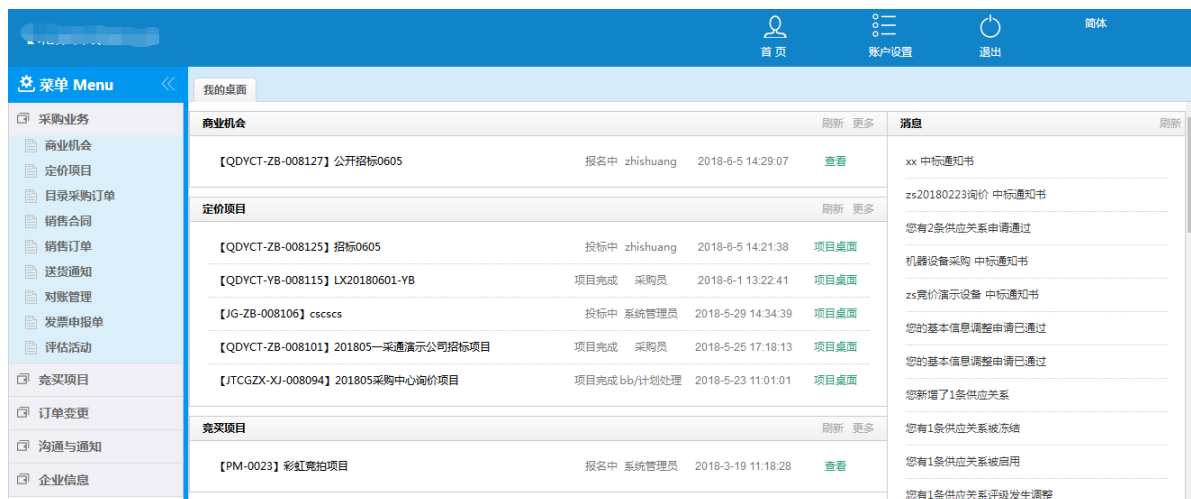 首 页
账户设置
退出
简体
菜单 Menu
我的桌面
采购业务
商业机会
定价项目
目录采购订单
销售合同
销售订单
送货通知
对账管理
发票申报单
评估活动
竞买项目
订单变更
沟通与通知
企业信息
商业机会 刷新 更多
【QDYCT-ZB-008127】公开招标0605 报名中 zhishuang 2018-6-5 14:29:07 查看
定价项目 刷新 更多
【QDYCT-ZB-008125】招标0605 投标中 zhishuang 2018-6-5 14:21:38 项目桌面
【QDYCT-YB-008115】LX20180601-YB 项目完成 采购员 2018-6-1 13:22:41 项目桌面
【JG-ZB-008106】cscscs 投标中 系统管理员 2018-5-29 14:34:39 项目桌面
【QDYCT-ZB-008101】201805一采通演示公司招标项目 项目完成 采购员 2018-5-25 17:18:13 项目桌面
【JTCGZX-XJ-008094】201805采购中心询价项目 项目完成 bb/计划处理 2018-5-23 11:01:01 项目桌面
竞买项目 刷新 更多
【PM-0023】彩虹竞拍项目 报名中 系统管理员 2018-3-19 11:18:28 查看
消息 刷新
xx 中标通知书
zs20180223询价 中标通知书
您有2条供应关系申请通过
机器设备采购 中标通知书
zs竞价演示设备 中标通知书
您的基本信息调整申请已通过
您的基本信息调整申请已通过
您新增了1条供应关系
您有1条供应关系被冻结
您有1条供应关系被启用
您有1条供应关系评级发生调整